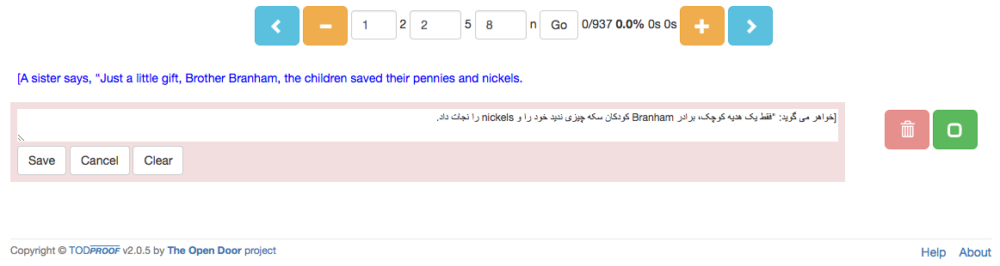 1 2 2 5 8 n Go 0/937 0.0% 0s 0s
[A sister says, “Just a little gift, Brother Branham, the children saved their pennies and nickels.
[خواهر می گوید: "فقط یک هدیه کوچک، برادر Branham کودکان سکه چیزی ندید خود را و nickels را نجات داد.
Save Cancel Clear
Copyright © TODPROOF v2.0.5 by The Open Door project
Help About